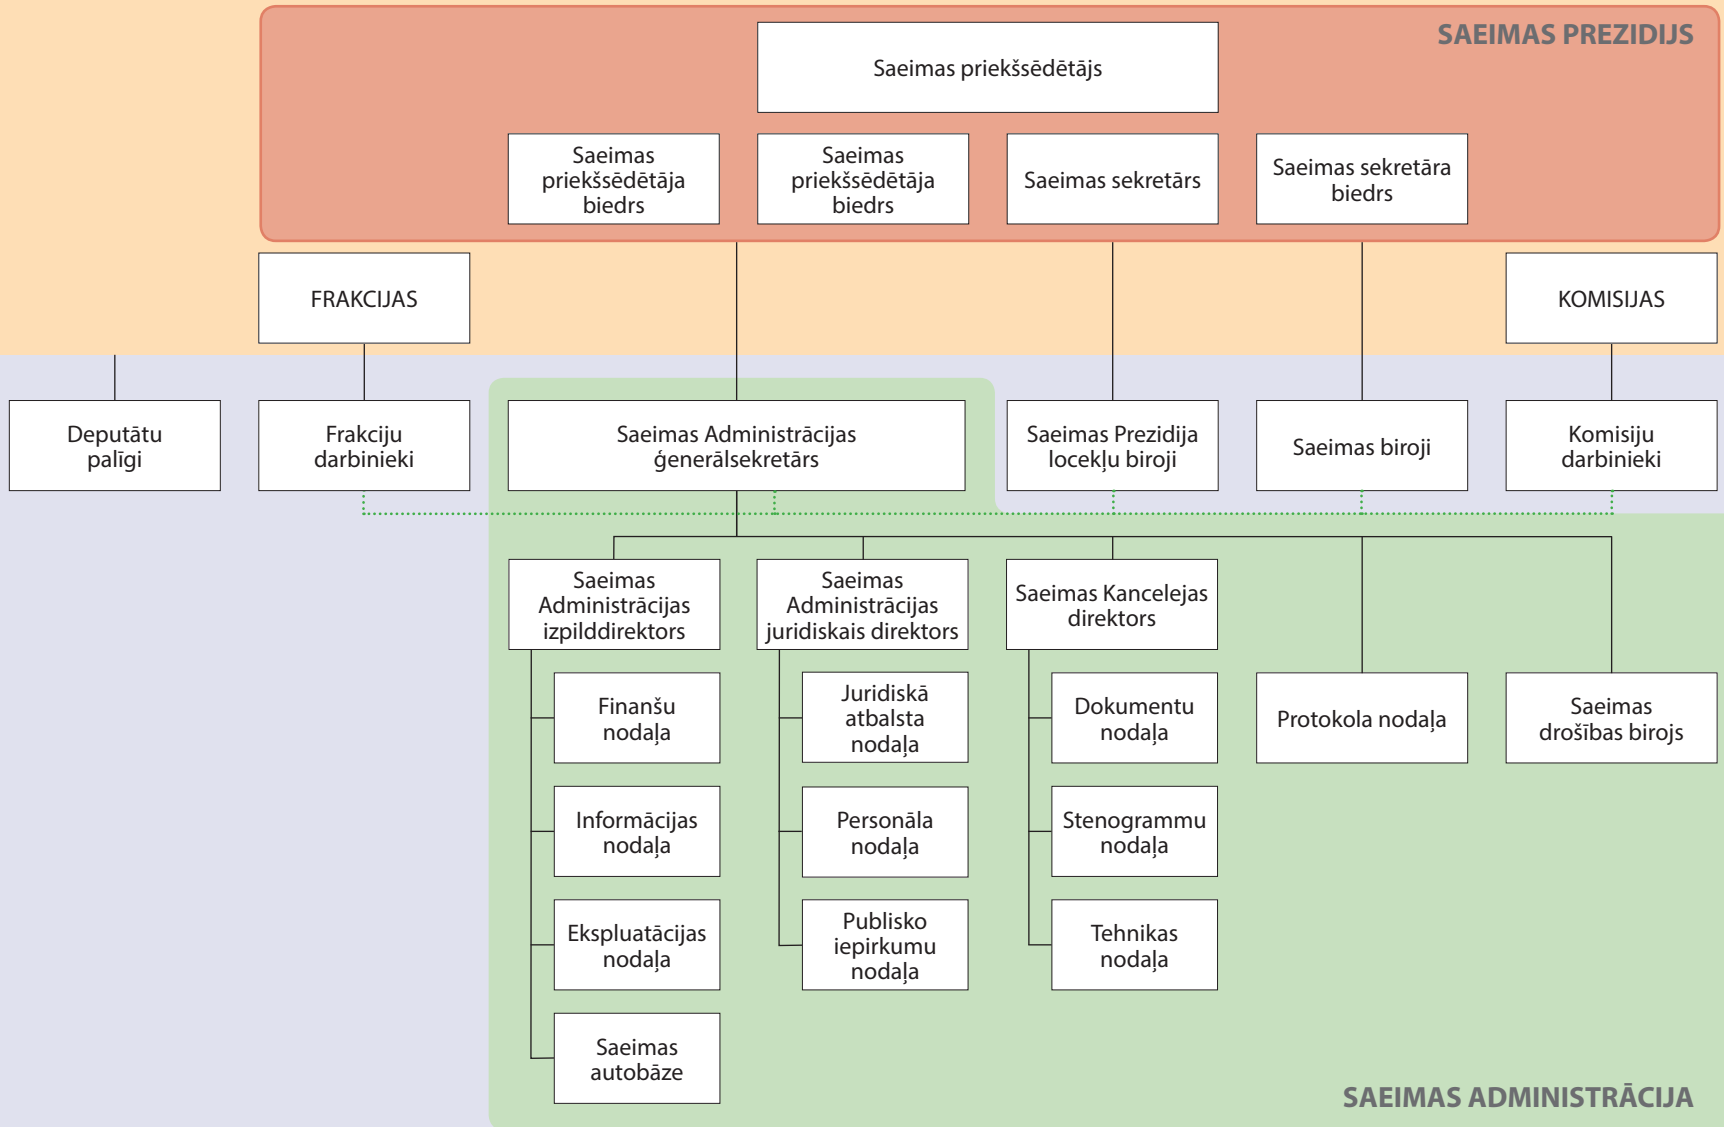 SAEIMAS PREZIDIJS
Saeimas priekšsēdētājs
Saeimas
priekšsēdētāja
biedrs
Saeimas
priekšsēdētāja
biedrs
Saeimas sekretārs
Saeimas sekretāra
biedrs
FRAKCIJAS
KOMISIJAS
Deputātu
palīgi
Frakciju
darbinieki
Saeimas Administrācijas
ģenerālsekretārs
Saeimas Prezidija
locekļu biroji
Saeimas biroji
Komisiju
darbinieki
Saeimas
Administrācijas
izpilddirektors
Saeimas
Administrācijas
juridiskais direktors
Saeimas Kancelejas
direktors
Finanšu
nodaļa
Juridiskā
atbalsta
nodaļa
Dokumentu
nodaļa
Protokola nodaļa
Saeimas
drošības birojs
Informācijas
nodaļa
Personāla
nodaļa
Stenogrammu
nodaļa
Ekspluatācijas
nodaļa
Publisko
iepirkumu
nodaļa
Tehnikas
nodaļa
Saeimas
autobāze
SAEIMAS ADMINISTRĀCIJA